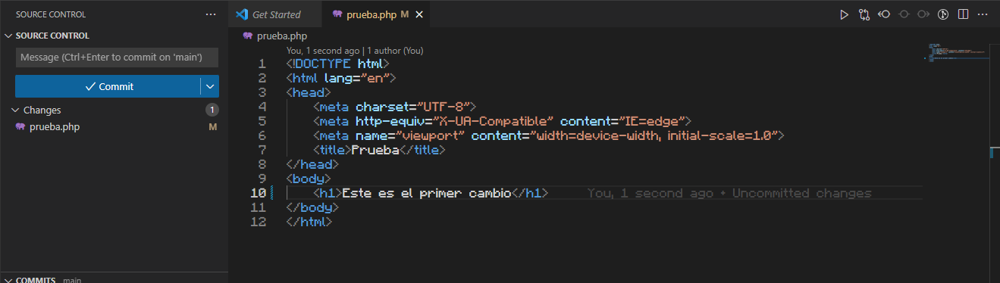 SOURCE CONTROL ...
SOURCE CONTROL
Message (Ctrl+Enter to commit on 'main')
Commit
Changes 1
prueba.php M
COMMITS main
Get Started
prueba.php M
prueba.php
You, 1 second ago | 1 author (You)
1 <!DOCTYPE html>
2 <html lang="en">
3 <head>
4 <meta charset="UTF-8">
5 <meta http-equiv="X-UA-Compatible" content="IE=edge">
6 <meta name="viewport" content="width=device-width, initial-scale=1.0">
7 <title>Prueba</title>
8 </head>
9 <body>
10 <h1>Este es el primer cambio</h1> You, 1 second ago • Uncommitted changes
11 </body>
12 </html>